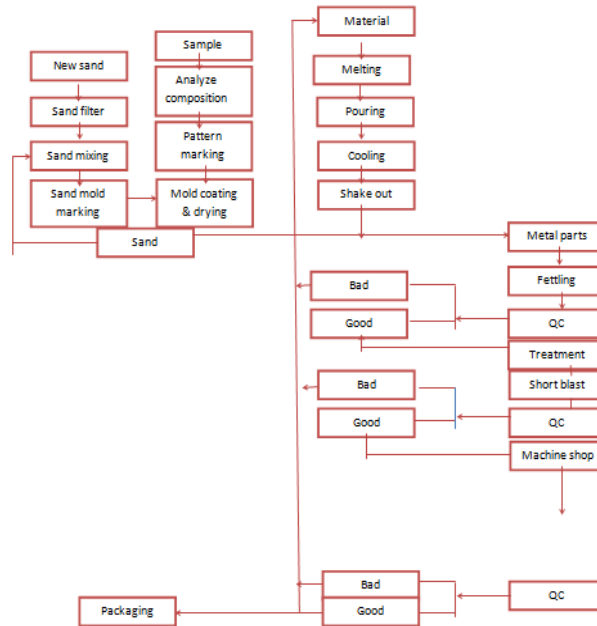 Material
Sample
New sand
Melting
Analyze
composition
Sand filter
Pouring
Pattern
marking
Sand mixing
Cooling
Sand mold
marking
Mold coating
& drying
Shake out
Sand
Metal parts
Bad
Fettling
Good
QC
Treatment
Bad
Short blast
Good
QC
Machine shop
Bad
QC
Packaging
Good